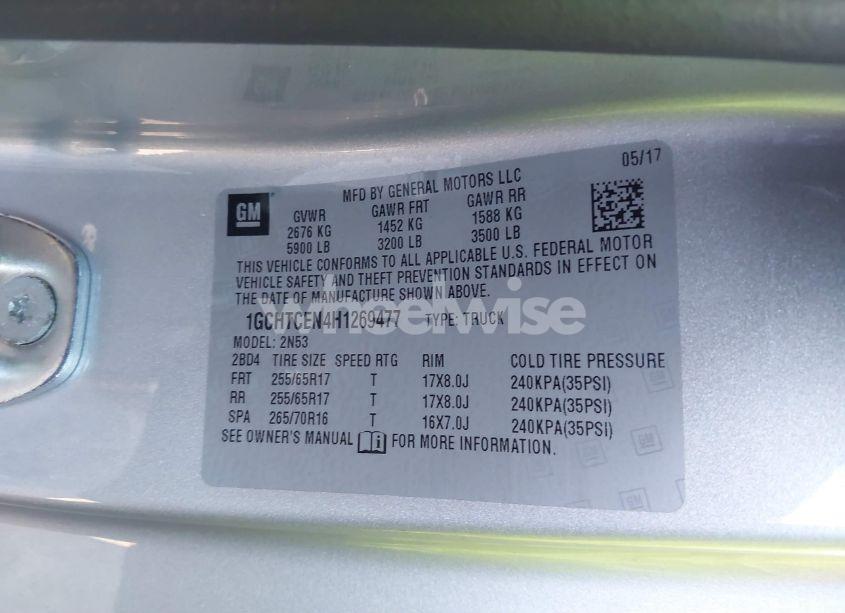 05/17
MFD BY GENERAL MOTORS LLC
GM
GVWR GAWR FRT GAWR RR
2676 KG 1452 KG 1588 KG
5900 LB 3200 LB 3500 LB
THIS VEHICLE CONFORMS TO ALL APPLICABLE U.S. FEDERAL MOTOR
VEHICLE SAFETY AND THEFT PREVENTION STANDARDS IN EFFECT ON
THE DATE OF MANUFACTURE SHOWN ABOVE.
wheelwise
1GCHTCEN4H1269477 TYPE: TRUCK
MODEL: 2N53
2BD4 TIRE SIZE SPEED RTG RIM COLD TIRE PRESSURE
FRT 255/65R17 T 17X8.0J 240KPA(35PSI)
RR 255/65R17 T 17X8.0J 240KPA(35PSI)
SPA 265/70R16 T 16X7.0J 240KPA(35PSI)
SEE OWNER'S MANUAL FOR MORE INFORMATION.
GM